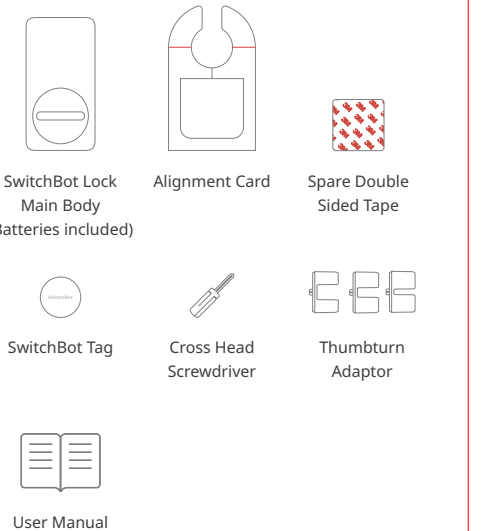 SwitchBot Lock
Main Body
Batteries included)
Alignment Card
Spare Double
Sided Tape
SwitchBot
SwitchBot Tag
Cross Head
Screwdriver
Thumbturn
Adaptor
User Manual